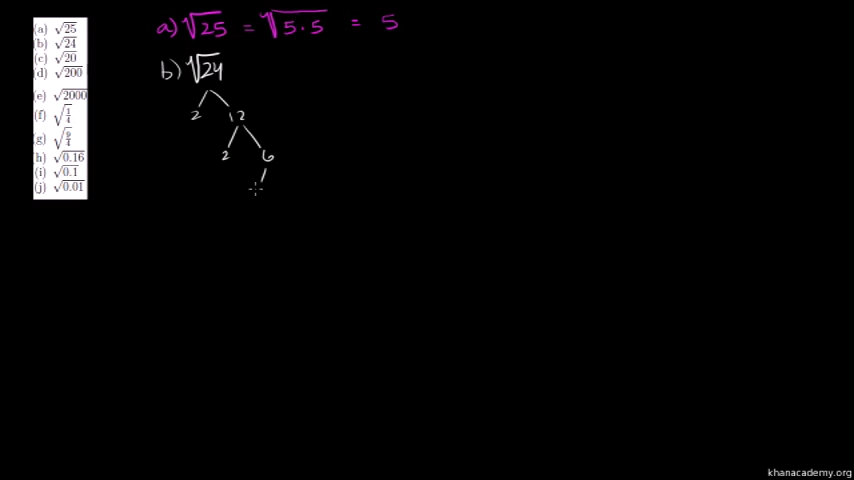 (a) √25
(b) √24
(c) √20
(d) √200
(e) √2000
(f) √(1/4)
(g) √(9/4)
(h) √0.16
(i) √0.1
(j) √0.01
a) √25 = √5·5 = 5
b) √24
2 12
2 6
khanacademy.org